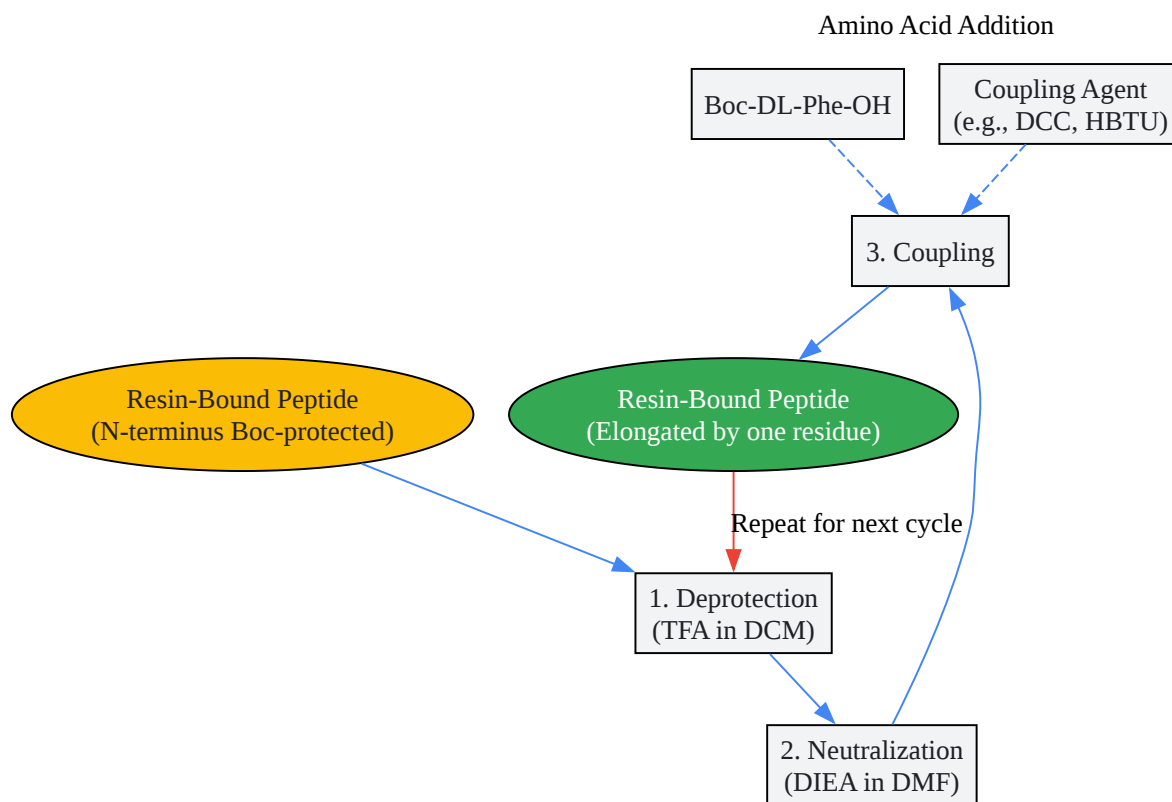 Amino Acid Addition
Boc-DL-Phe-OH
Coupling Agent
(e.g., DCC, HBTU)
3. Coupling
Resin-Bound Peptide
(N-terminus Boc-protected)
Resin-Bound Peptide
(Elongated by one residue)
Repeat for next cycle
1. Deprotection
(TFA in DCM)
2. Neutralization
(DIEA in DMF)